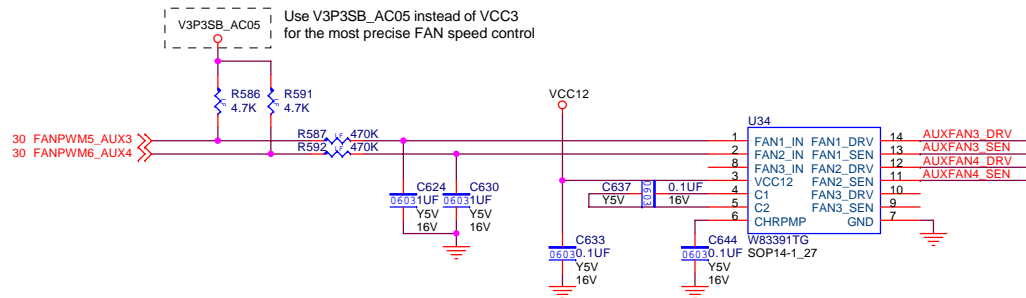 Use V3P3SB_AC05 instead of VCC3
for the most precise FAN speed control
V3P3SB_AC05
R586
4.7K
R591
4.7K
VCC12
30 FANPWM5_AUX3
30 FANPWM6_AUX4
R587
470K
R592
470K
C624
0603
1UF
Y5V
16V
C630
0603
1UF
Y5V
16V
C637
Y5V
0603
0.1UF
16V
C633
0603
0.1UF
Y5V
16V
C644
0603
0.1UF
Y5V
16V
U34
1 FAN1_IN FAN1_DRV 14 AUXFAN3_DRV
2 FAN2_IN FAN1_SEN 13 AUXFAN3_SEN
8 FAN3_IN FAN2_DRV 12 AUXFAN4_DRV
3 VCC12 FAN2_SEN 11 AUXFAN4_SEN
4 C1 FAN3_DRV 10
5 C2 FAN3_SEN 9
6 CHRPMP GND 7
W83391TG
SOP14-1_27